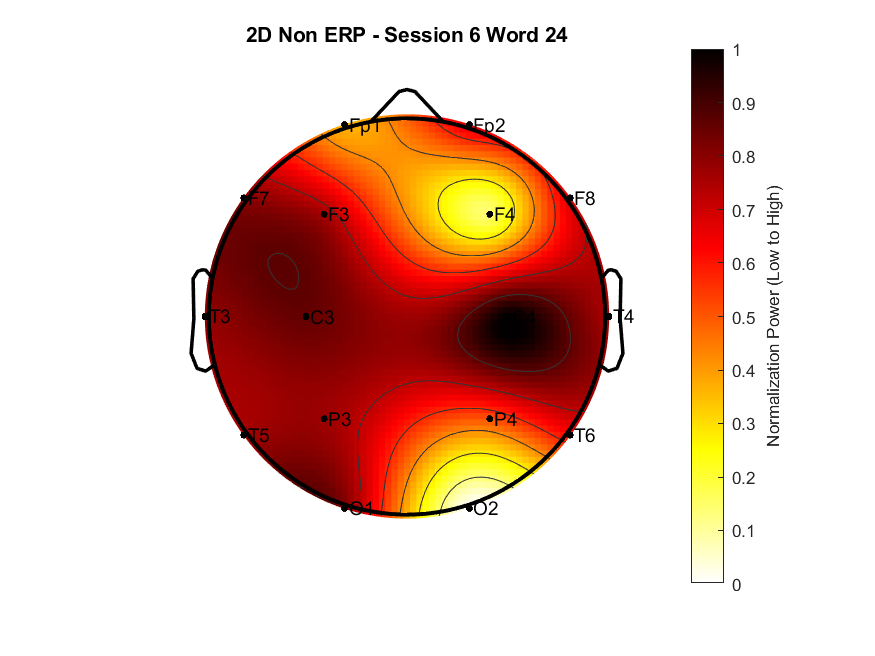 2D Non ERP - Session 6 Word 24
Fp1 Fp2
F7 F3 F4 F8
T3 C3 T4
T5 P3 P4 T6
O1 O2
1
0.9
0.8
0.7
0.6
0.5
0.4
0.3
0.2
0.1
0
Normalization Power (Low to High)